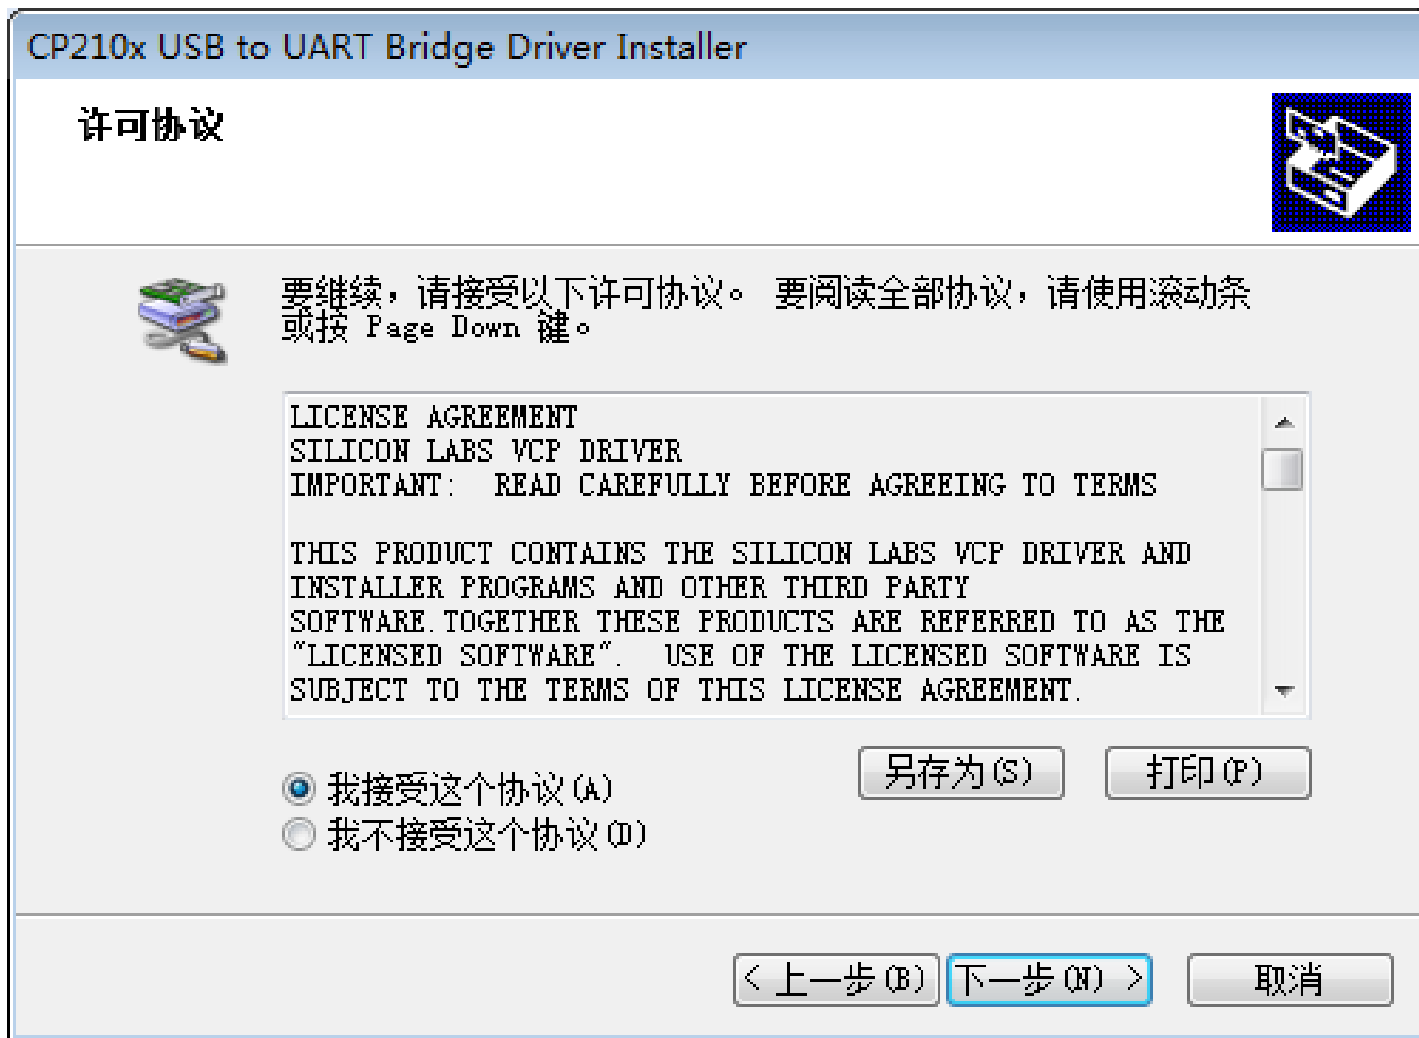 CP210x USB to UART Bridge Driver Installer
许可协议
要继续，请接受以下许可协议。 要阅读全部协议，请使用滚动条
或按 Page Down 键。
LICENSE AGREEMENT
SILICON LABS VCP DRIVER
IMPORTANT:  READ CAREFULLY BEFORE AGREEING TO TERMS
THIS PRODUCT CONTAINS THE SILICON LABS VCP DRIVER AND
INSTALLER PROGRAMS AND OTHER THIRD PARTY
SOFTWARE.TOGETHER THESE PRODUCTS ARE REFERRED TO AS THE
"LICENSED SOFTWARE".  USE OF THE LICENSED SOFTWARE IS
SUBJECT TO THE TERMS OF THIS LICENSE AGREEMENT.
另存为(S)
打印(P)
我接受这个协议(A)
我不接受这个协议(D)
< 上一步(B)
下一步(N) >
取消